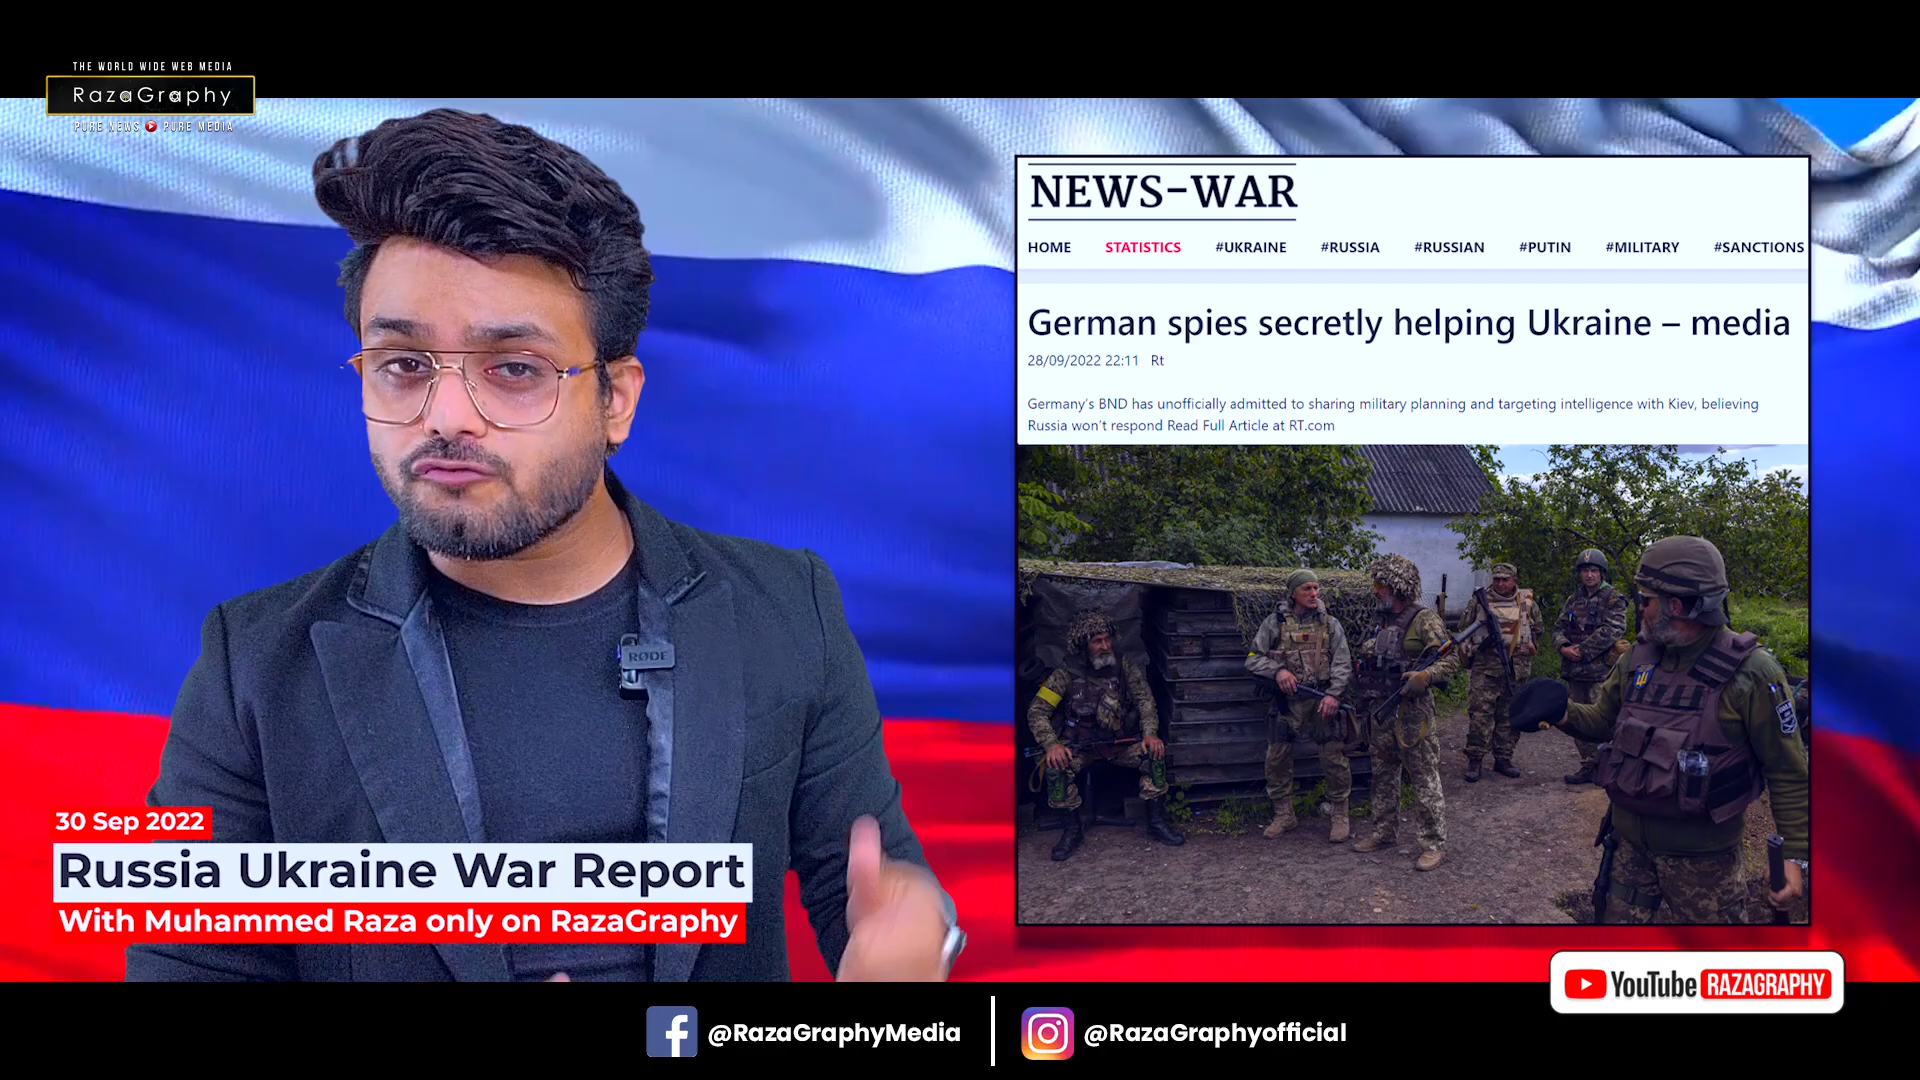 THE WORLD WIDE WEB MEDIA
RazaGraphy
PURE NEWS PURE MEDIA
NEWS-WAR
HOME STATISTICS #UKRAINE #RUSSIA #RUSSIAN #PUTIN #MILITARY #SANCTIONS
German spies secretly helping Ukraine – media
28/09/2022 22:11 Rt
Germany's BND has unofficially admitted to sharing military planning and targeting intelligence with Kiev, believing
Russia won't respond Read Full Article at RT.com
RØDE
30 Sep 2022
Russia Ukraine War Report
With Muhammed Raza only on RazaGraphy
YouTube RAZAGRAPHY
@RazaGraphyMedia
@RazaGraphyofficial